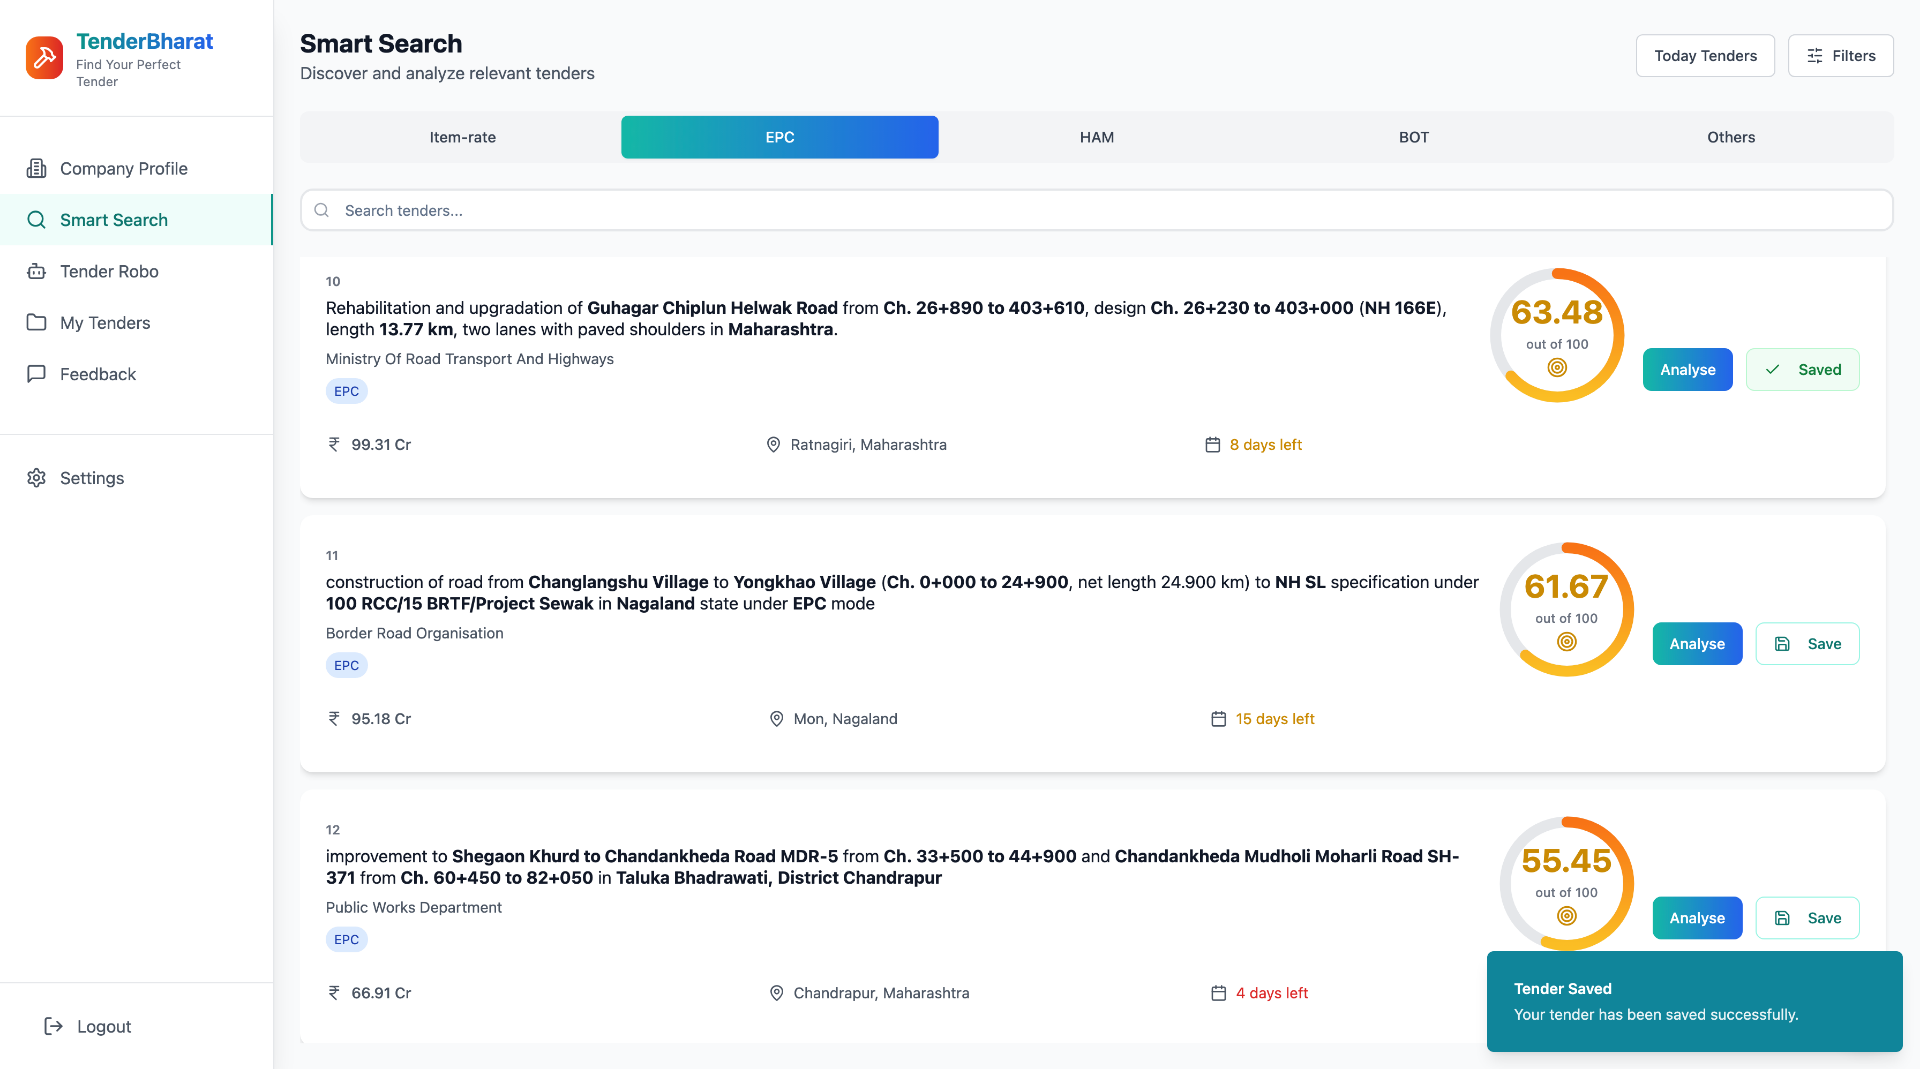 TenderBharat
Find Your Perfect
Tender
Company Profile
Smart Search
Tender Robo
My Tenders
Feedback
Settings
Logout
Smart Search
Discover and analyze relevant tenders
Today Tenders
Filters
Item-rate
EPC
HAM
BOT
Others
Search tenders...
10
Rehabilitation and upgradation of Guhagar Chiplun Helwak Road from Ch. 26+890 to 403+610, design Ch. 26+230 to 403+000 (NH 166E),
length 13.77 km, two lanes with paved shoulders in Maharashtra.
Ministry Of Road Transport And Highways
EPC
₹ 99.31 Cr
Ratnagiri, Maharashtra
8 days left
63.48
out of 100
Analyse
Saved
11
construction of road from Changlangshu Village to Yongkhao Village (Ch. 0+000 to 24+900, net length 24.900 km) to NH SL specification under
100 RCC/15 BRTF/Project Sewak in Nagaland state under EPC mode
Border Road Organisation
EPC
₹ 95.18 Cr
Mon, Nagaland
15 days left
61.67
out of 100
Analyse
Save
12
improvement to Shegaon Khurd to Chandankheda Road MDR-5 from Ch. 33+500 to 44+900 and Chandankheda Mudholi Moharli Road SH-
371 from Ch. 60+450 to 82+050 in Taluka Bhadrawati, District Chandrapur
Public Works Department
EPC
₹ 66.91 Cr
Chandrapur, Maharashtra
4 days left
55.45
out of 100
Analyse
Save
Tender Saved
Your tender has been saved successfully.